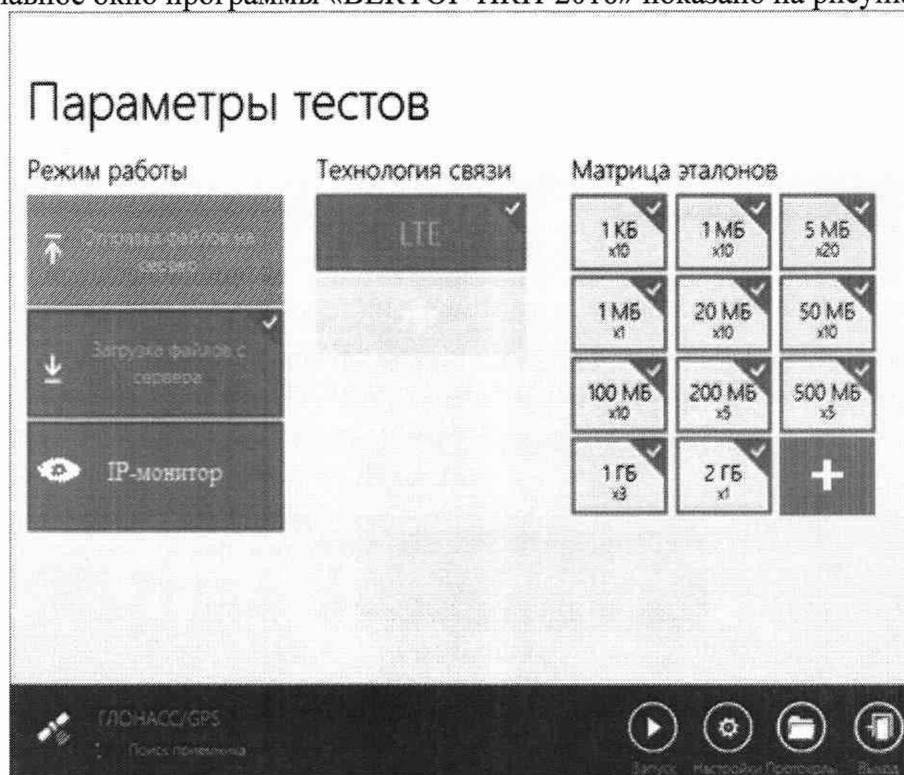 Параметры тестов
Режим работы
Отправка файлов на
сервер
Загрузка файлов с
сервера
IP-монитор
Технология связи
LTE
Матрица эталонов
1 КБ
x10
1 МБ
x10
5 МБ
x20
1 МБ
x1
20 МБ
x10
50 МБ
x10
100 МБ
x10
200 МБ
x5
500 МБ
x5
1 ГБ
x3
2 ГБ
x1
ГЛОНАСС/GPS
Поиск приемника
Запуск
Настройки
Протоколы
Выход